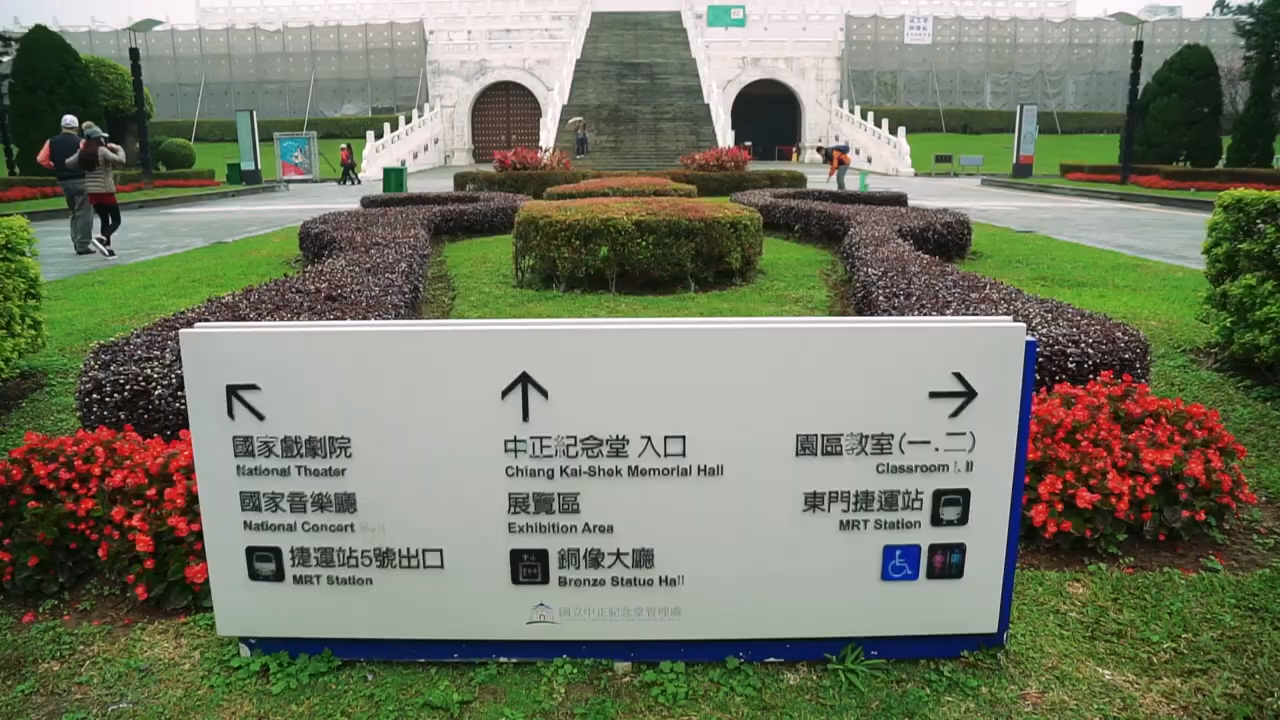 國家戲劇院
National Theater
國家音樂廳
National Concert
捷運站5號出口
MRT Station
中正紀念堂 入口
Chiang Kai-Shek Memorial Hall
展覽區
Exhibition Area
銅像大廳
Bronze Statue Hall
國立中正紀念堂管理處
園區教室(一.二)
Classroom I. II
東門捷運站
MRT Station